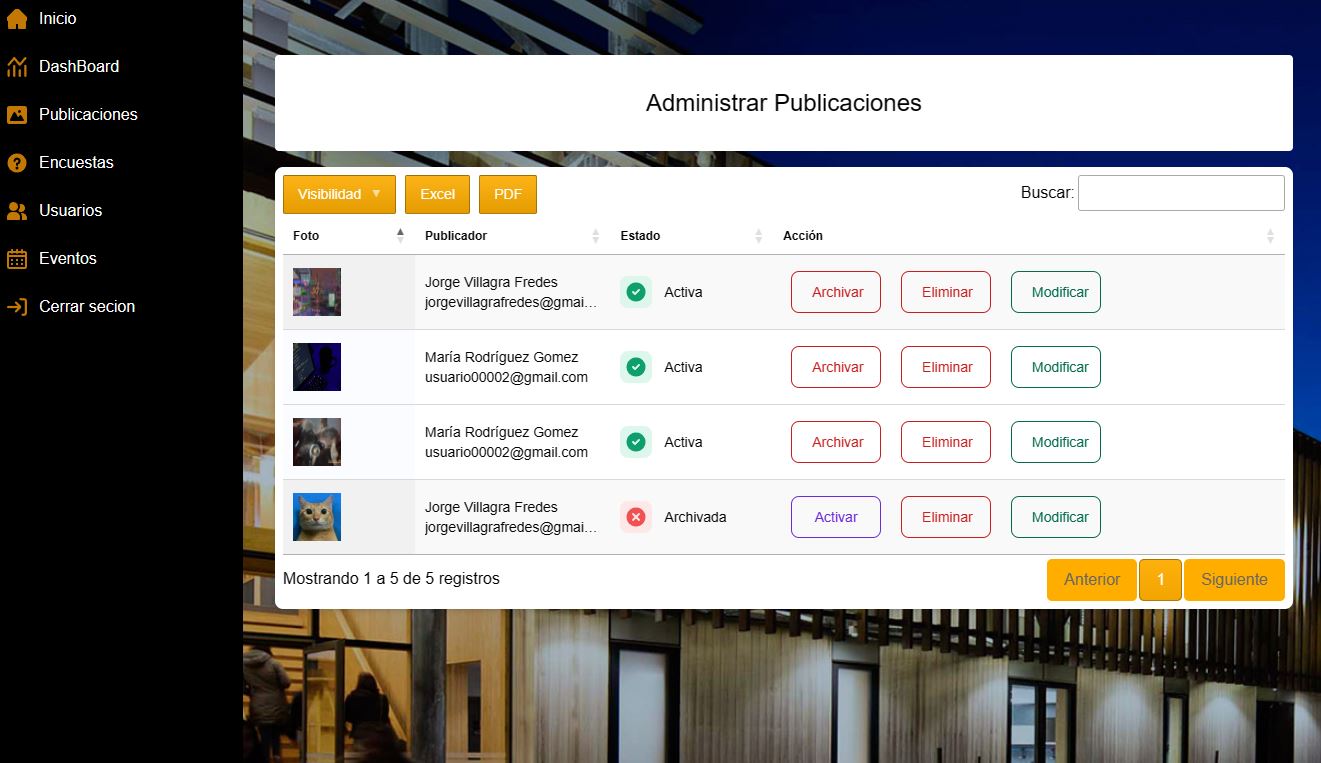 Inicio
DashBoard
Publicaciones
Encuestas
Usuarios
Eventos
Cerrar secion
Administrar Publicaciones
Visibilidad Excel PDF Buscar:
Foto Publicador Estado Acción
Jorge Villagra Fredes
jorgevillagrafredes@gmai...
Activa Archivar Eliminar Modificar
María Rodríguez Gomez
usuario00002@gmail.com
Activa Archivar Eliminar Modificar
María Rodríguez Gomez
usuario00002@gmail.com
Activa Archivar Eliminar Modificar
Jorge Villagra Fredes
jorgevillagrafredes@gmai...
Archivada Activar Eliminar Modificar
Mostrando 1 a 5 de 5 registros
Anterior 1 Siguiente